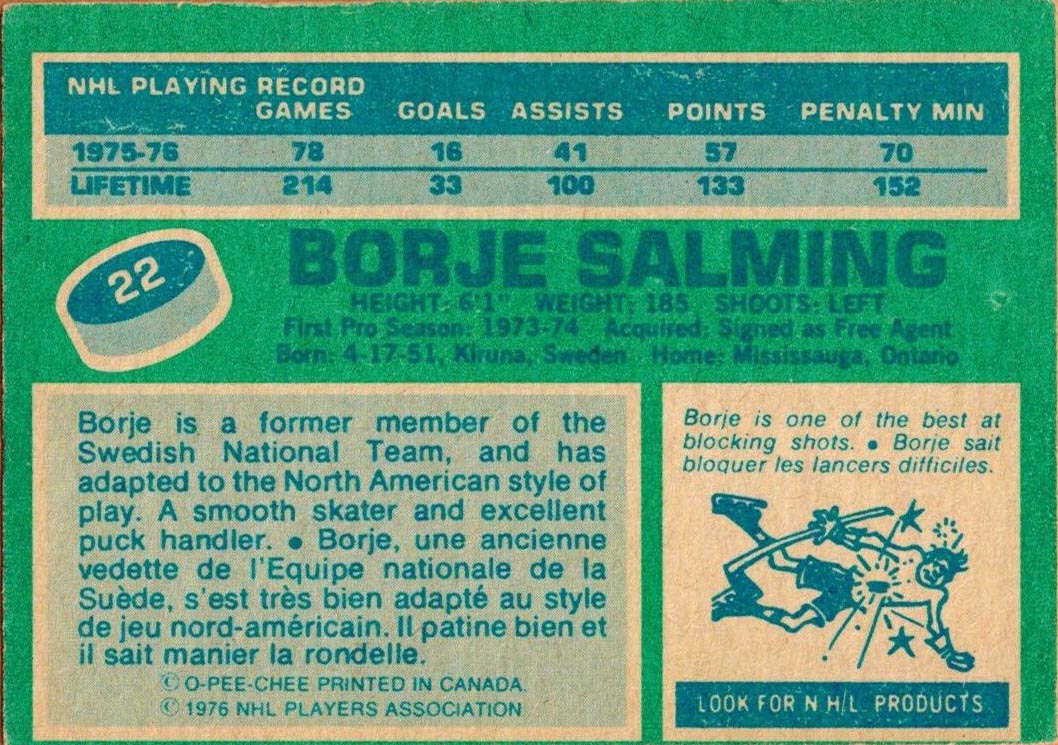 NHL PLAYING RECORD
GAMES GOALS ASSISTS POINTS PENALTY MIN
1975-76 78 16 41 57 70
LIFETIME 214 33 100 133 152
22
BORJE SALMING
HEIGHT: 6'1" WEIGHT: 185 SHOOTS: LEFT
First Pro Season: 1973-74 Acquired: Signed as Free Agent
Born: 4-17-51, Kiruna, Sweden Home: Mississauga, Ontario
Borje is a former member of the
Swedish National Team, and has
adapted to the North American style of
play. A smooth skater and excellent
puck handler. ● Borje, une ancienne
vedette de l'Equipe nationale de la
Suède, s'est très bien adapté au style
de jeu nord-américain. Il patine bien et
il sait manier la rondelle.
© O-PEE-CHEE PRINTED IN CANADA.
© 1976 NHL PLAYERS ASSOCIATION
Borje is one of the best at
blocking shots. ● Borje sait
bloquer les lancers difficiles.
LOOK FOR N H L PRODUCTS